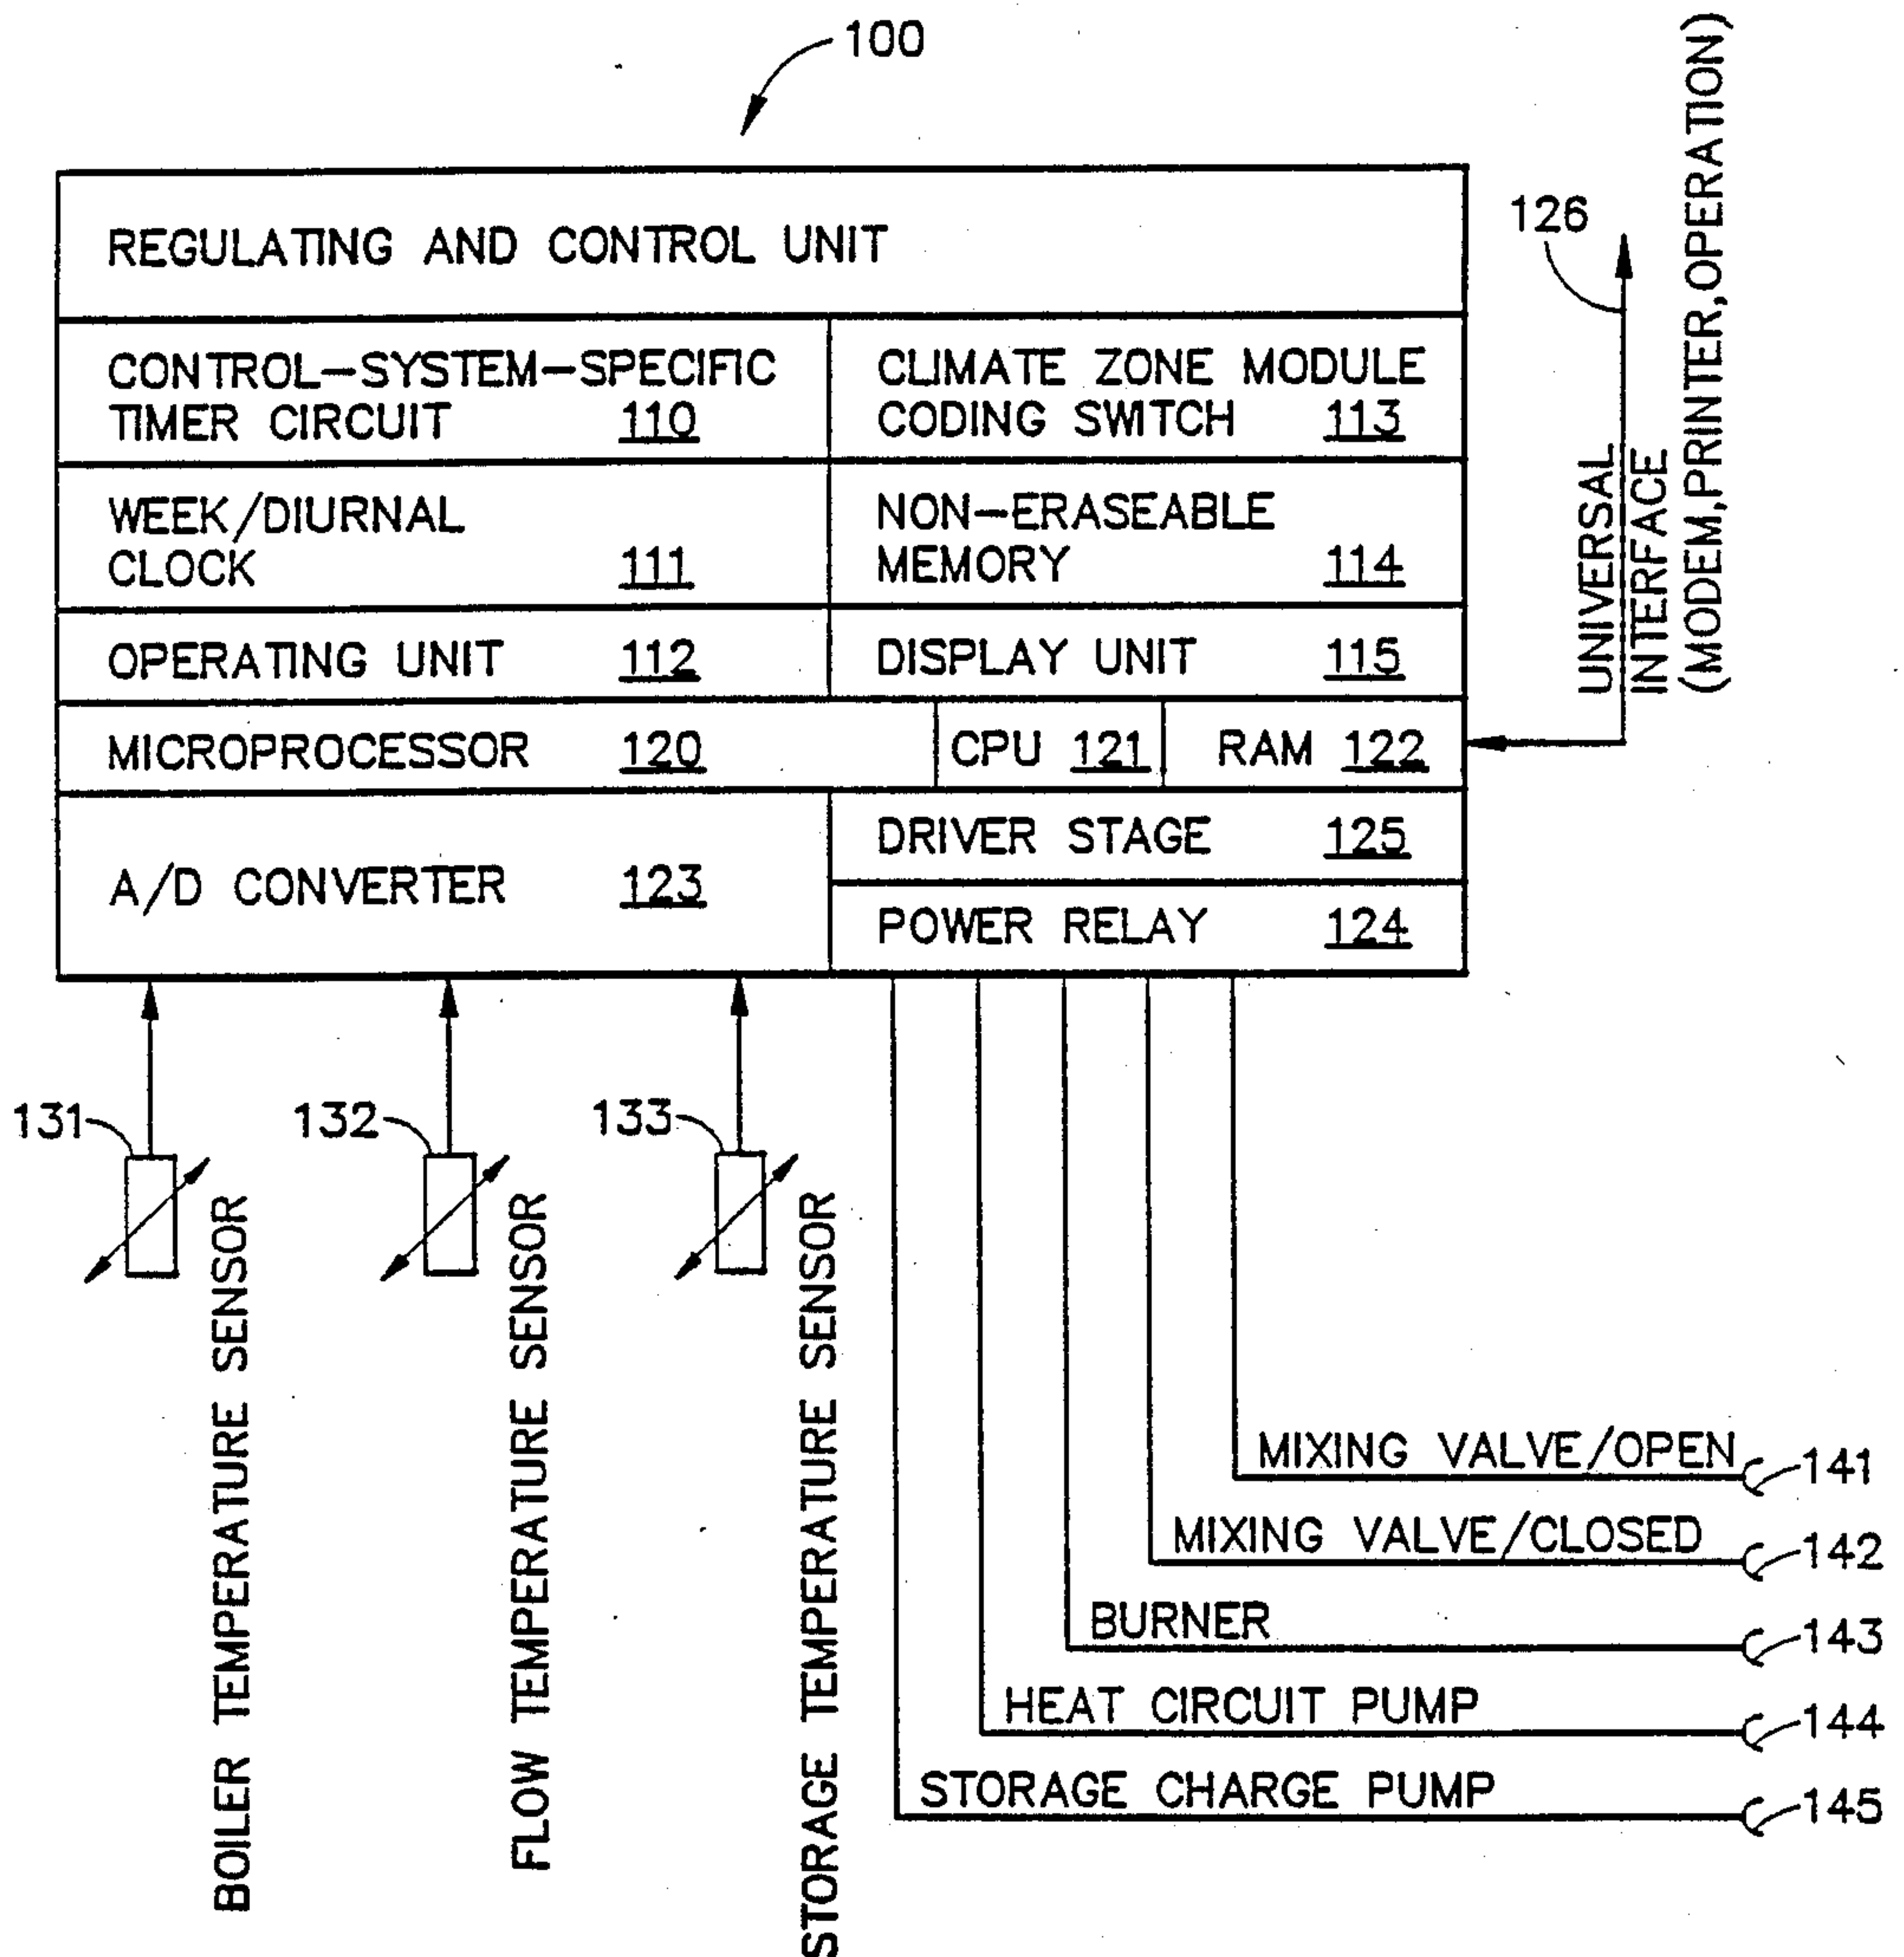 100
REGULATING AND CONTROL UNIT
CONTROL-SYSTEM-SPECIFIC
TIMER CIRCUIT 110
CLIMATE ZONE MODULE
CODING SWITCH 113
WEEK/DIURNAL
CLOCK 111
NON-ERASEABLE
MEMORY 114
OPERATING UNIT 112
DISPLAY UNIT 115
MICROPROCESSOR 120
CPU 121
RAM 122
A/D CONVERTER 123
DRIVER STAGE 125
POWER RELAY 124
126
UNIVERSAL
INTERFACE
(MODEM,PRINTER,OPERATION)
131
BOILER TEMPERATURE SENSOR
132
FLOW TEMPERATURE SENSOR
133
STORAGE TEMPERATURE SENSOR
MIXING VALVE/OPEN 141
MIXING VALVE/CLOSED 142
BURNER 143
HEAT CIRCUIT PUMP 144
STORAGE CHARGE PUMP 145